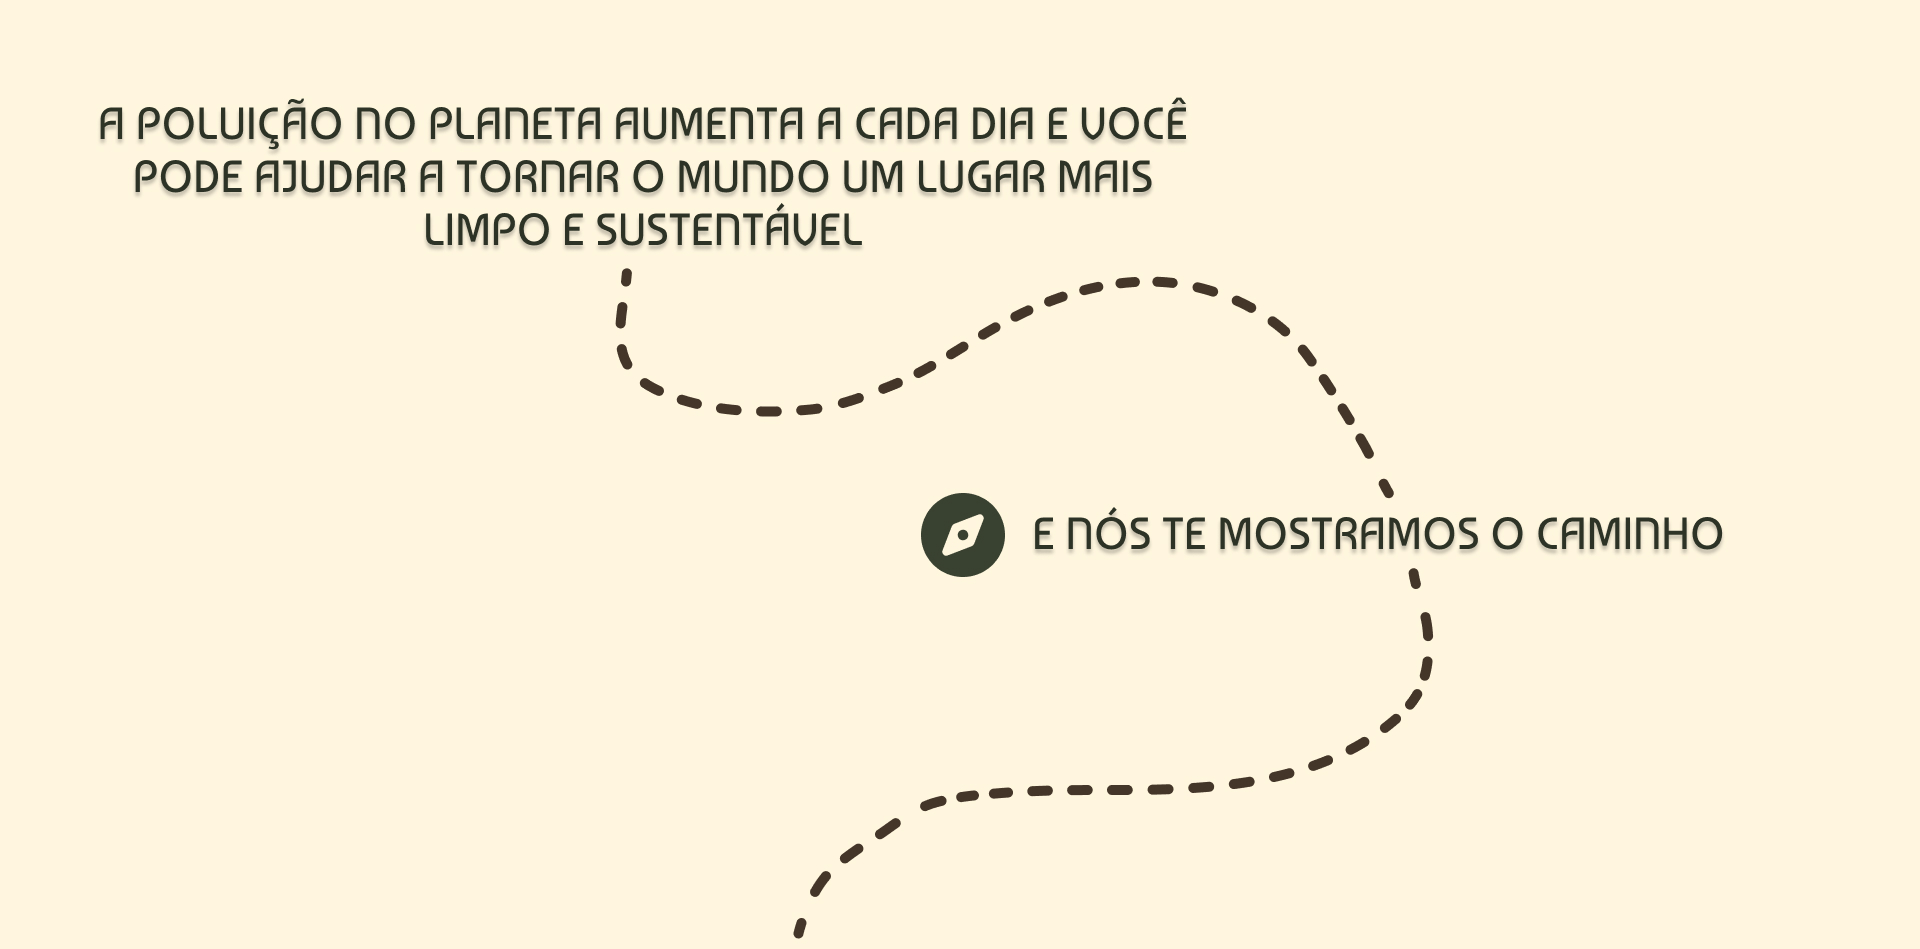 A POLUIÇÃO NO PLANETA AUMENTA A CADA DIA E VOCÊ
PODE AJUDAR A TORNAR O MUNDO UM LUGAR MAIS
LIMPO E SUSTENTÁVEL
E NÓS TE MOSTRAMOS O CAMINHO